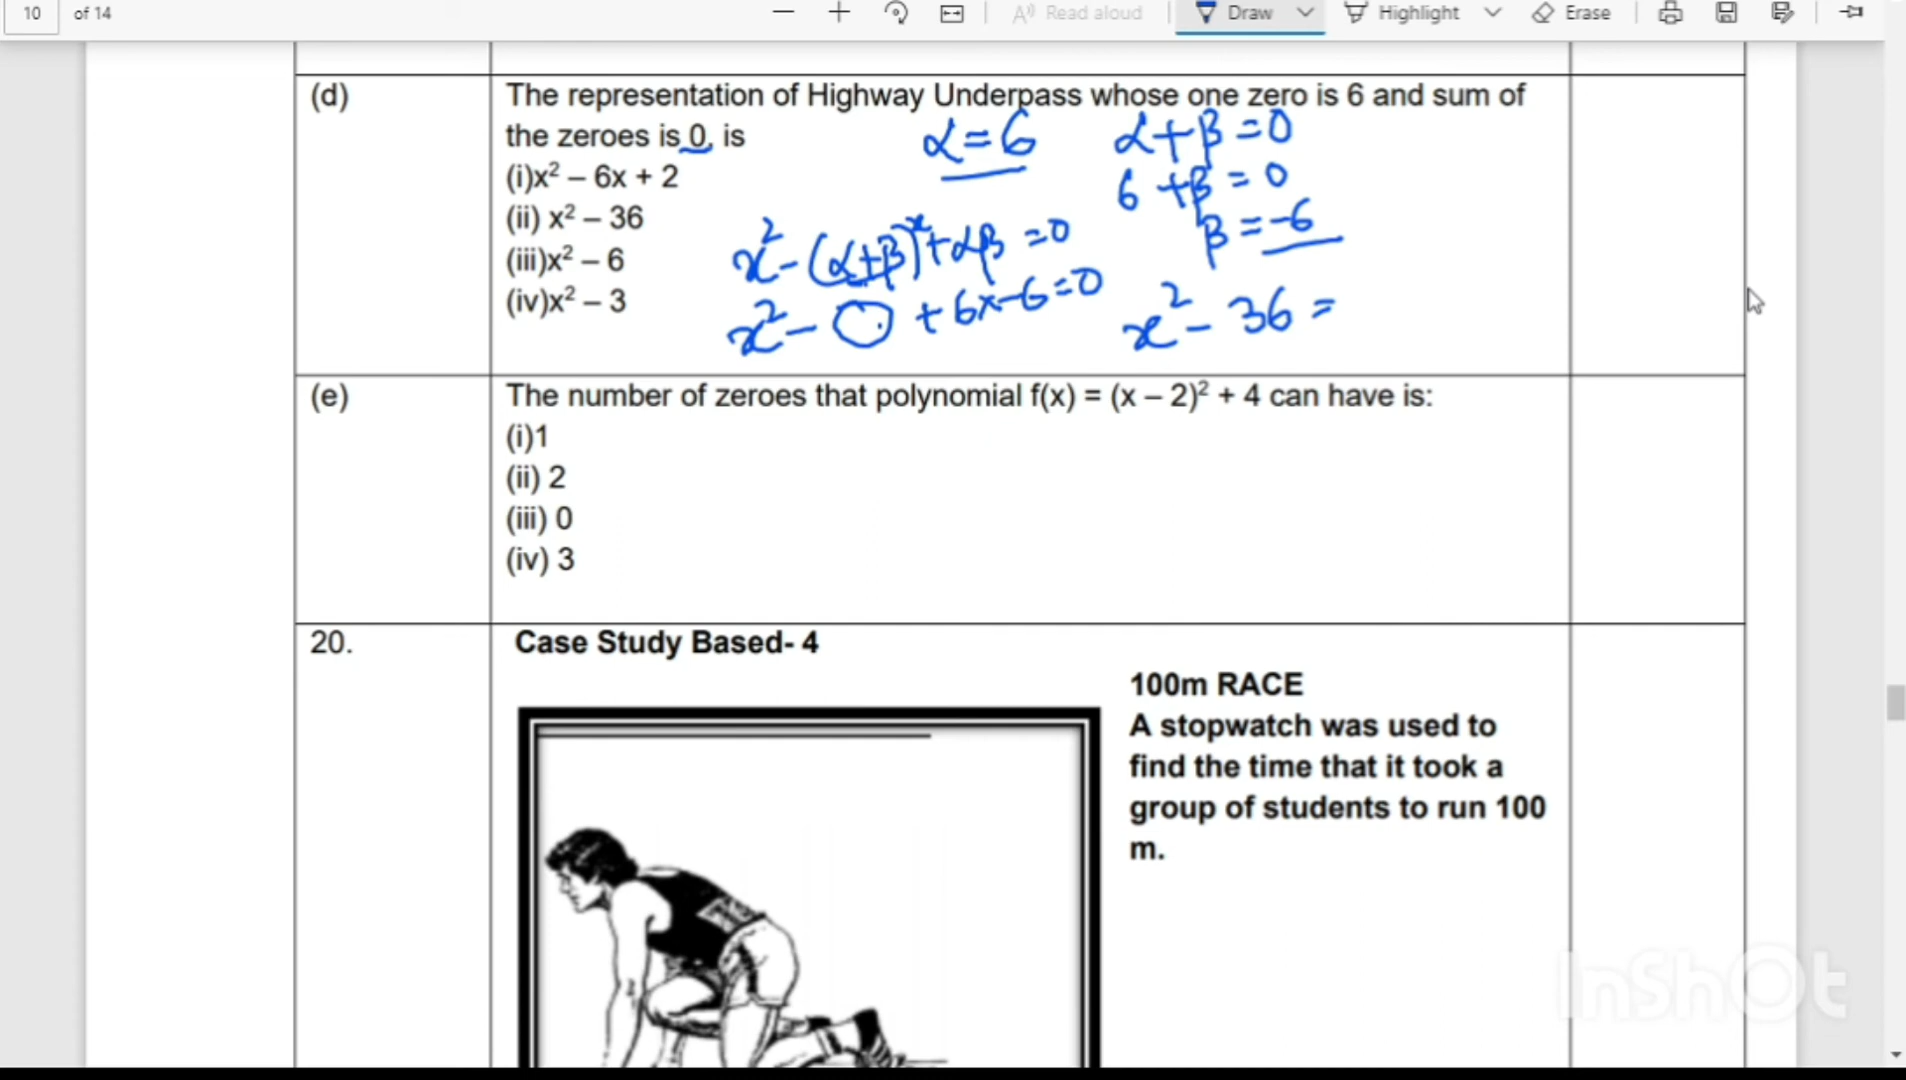 10 of 14 Read aloud Draw Highlight Erase
(d) The representation of Highway Underpass whose one zero is 6 and sum of
the zeroes is 0, is
α = 6
α + β = 0
(i)x² – 6x + 2
6 + β = 0
(ii) x² – 36
β = -6
x² - (α+β)x + αβ = 0
(iii)x² – 6
(iv)x² – 3
x² - 0 + 6x-6 = 0
x² - 36 =
(e) The number of zeroes that polynomial f(x) = (x – 2)² + 4 can have is:
(i)1
(ii) 2
(iii) 0
(iv) 3
20. Case Study Based- 4
100m RACE
A stopwatch was used to
find the time that it took a
group of students to run 100
m.
InShOt